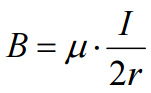 B = μ · I / 2r